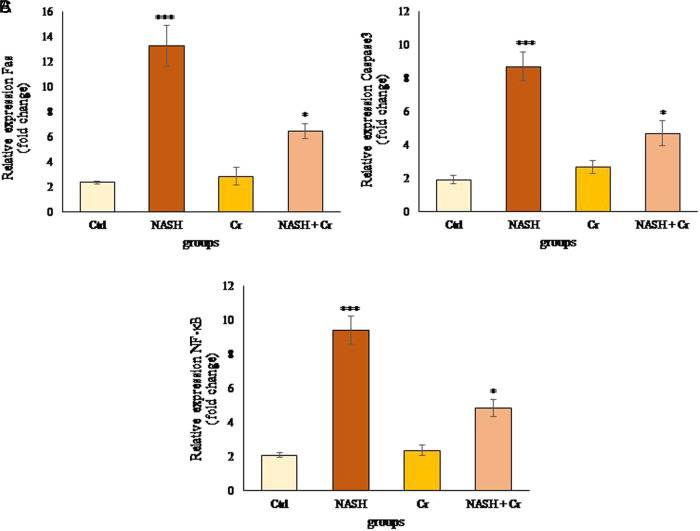 16
14
12
10
8
6
4
2
0
Relative expression Fas
(fold change)
***
*
Ctrl NASH Cr NASH+Cr
groups
12
10
8
6
4
2
0
Relative expression Caspase3
(fold change)
***
*
Ctrl NASH Cr NASH+Cr
groups
12
10
8
6
4
2
0
Relative expression NF-κB
(fold change)
***
*
Ctrl NASH Cr NASH+Cr
groups